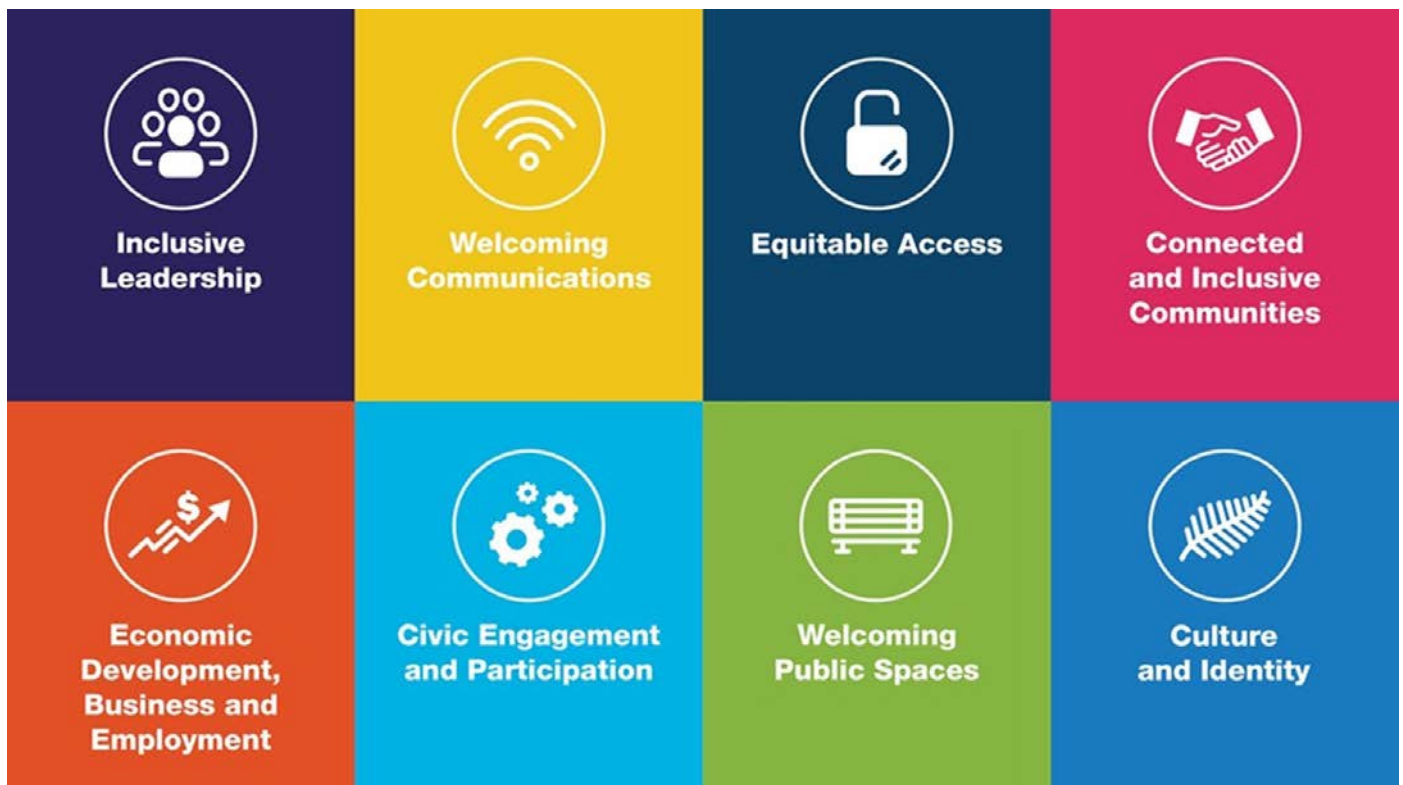 Inclusive
Leadership
Welcoming
Communications
Equitable Access
Connected
and Inclusive
Communities
$
Economic
Development,
Business and
Employment
Civic Engagement
and Participation
Welcoming
Public Spaces
Culture
and Identity